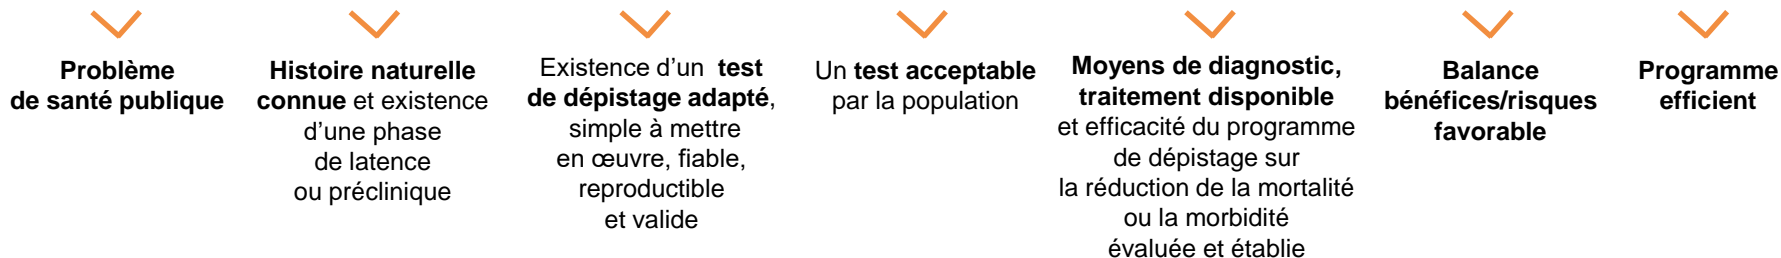 Problème
de santé publique
Histoire naturelle
connue et existence
d’une phase
de latence
ou préclinique
Existence d’un test
de dépistage adapté,
simple à mettre
en œuvre, fiable,
reproductible
et valide
Un test acceptable
par la population
Moyens de diagnostic,
traitement disponible
et efficacité du programme
de dépistage sur
la réduction de la mortalité
ou la morbidité
évaluée et établie
Balance
bénéfices/risques
favorable
Programme
efficient